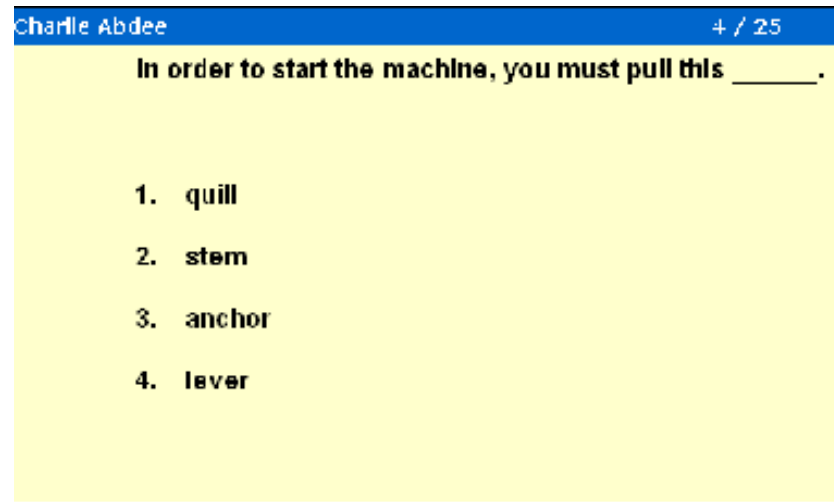 Charlie Abdee 4 / 25
In order to start the machine, you must pull this ______.
1. quill
2. stem
3. anchor
4. lever